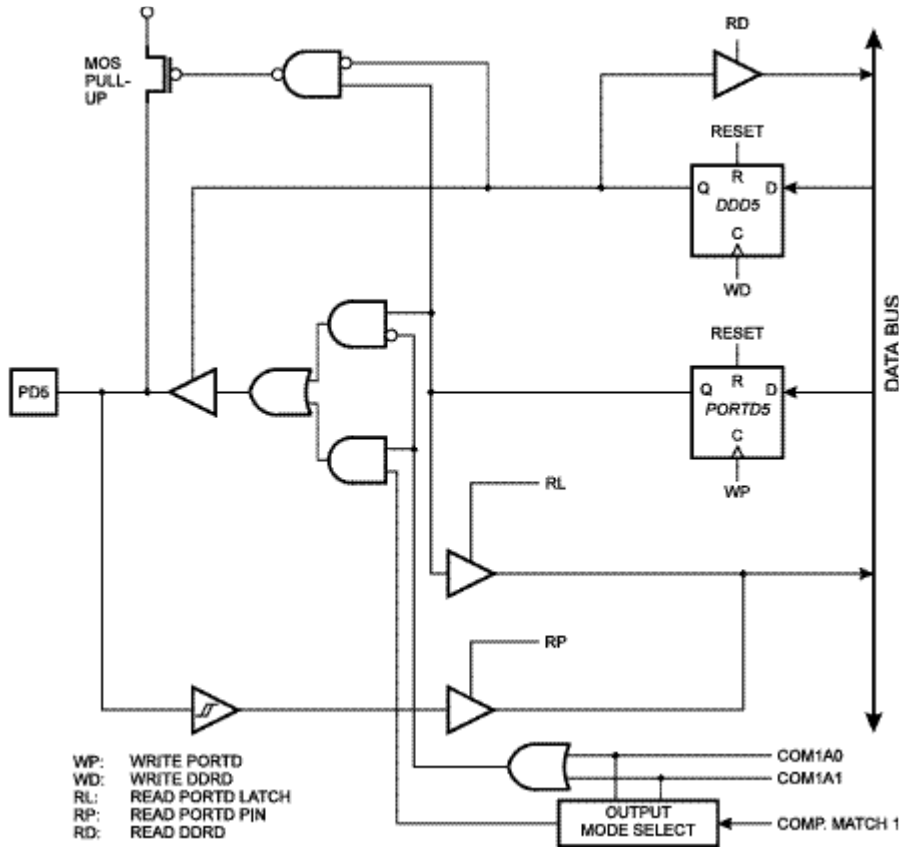 RD
MOS
PULL-
UP
RESET
R
Q
D
DDD5
C
WD
RESET
R
Q
D
PORTD5
C
WP
DATA BUS
PD5
RL
RP
WP: WRITE PORTD
WD: WRITE DDRD
RL: READ PORTD LATCH
RP: READ PORTD PIN
RD: READ DDRD
COM1A0
COM1A1
OUTPUT
MODE SELECT
COMP. MATCH 1